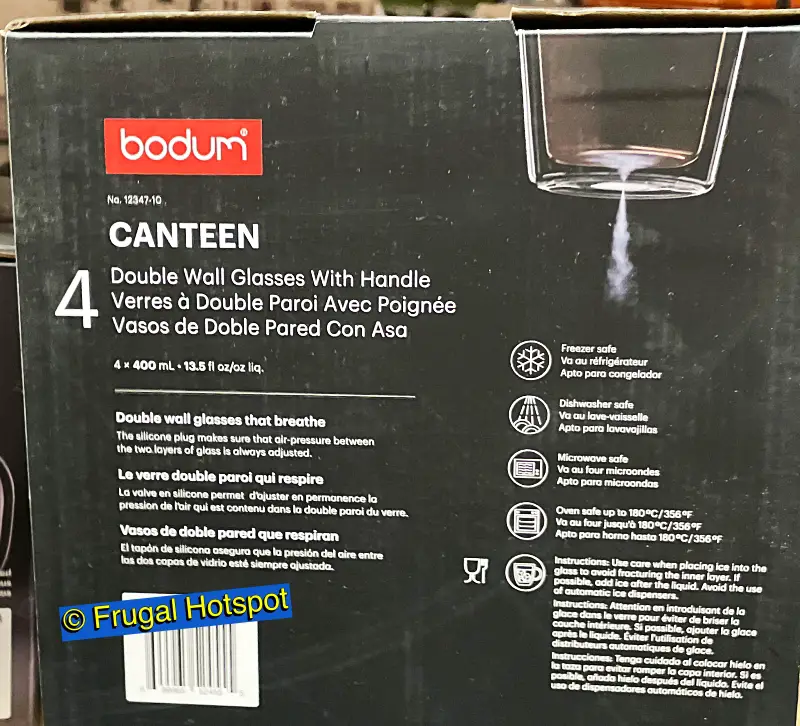 bodum®
No. 12347-10
CANTEEN
4
Double Wall Glasses With Handle
Verres à Double Paroi Avec Poignée
Vasos de Doble Pared Con Asa
4 × 400 mL • 13.5 fl oz/oz liq.
Double wall glasses that breathe
The silicone plug makes sure that air-pressure between
the two layers of glass is always adjusted.
Le verre double paroi qui respire
La valve en silicone permet d'ajuster en permanence la
pression de l'air qui est contenu dans la double paroi du verre.
Vasos de doble pared que respiran
El tapón de silicona asegura que la presión del aire entre
las dos capas de vidrio esté siempre ajustada.
© Frugal Hotspot
Freezer safe
Va au réfrigérateur
Apto para congelador
Dishwasher safe
Va au lave-vaisselle
Apto para lavavajillas
Microwave safe
Va au four microondes
Apto para microondas
Oven safe up to 180°C/356°F
Va au four jusqu'à 180°C/356°F
Apto para horno hasta 180°C/356°F
Instructions: Use care when placing ice into the
glass to avoid fracturing the inner layer. If
possible, add ice after the liquid. Avoid the use
of automatic ice dispensers.
Instructions: Attention en introduisant de la
glace dans le verre pour éviter de briser la
couche intérieure. Si possible, ajouter la glace
après le liquide. Éviter l'utilisation de
distributeurs automatiques de glace.
Instrucciones: Tenga cuidado al colocar hielo en
la taza para evitar romper la capa interior. Si es
posible, añada hielo después del líquido. Evite el
uso de dispensadores automáticos de hielo.